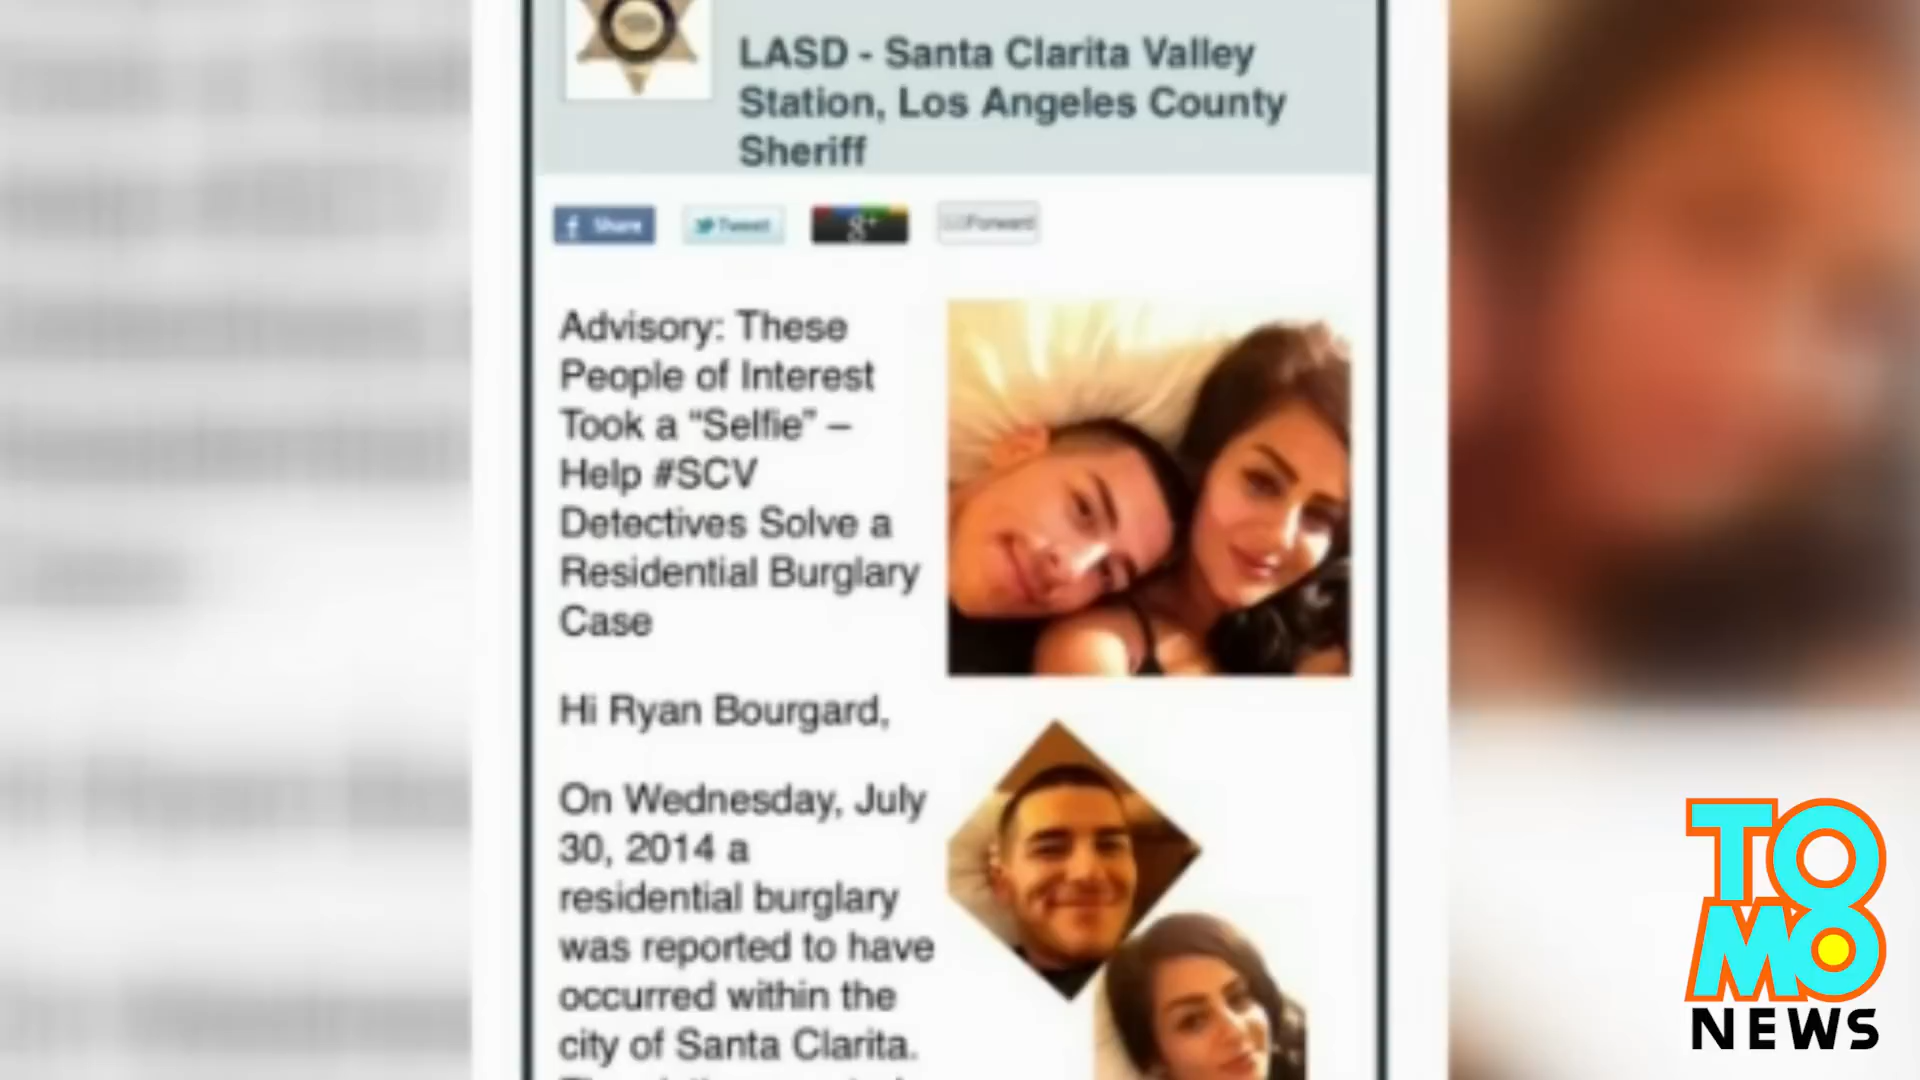 LASD - Santa Clarita Valley
Station, Los Angeles County
Sheriff
Share
Tweet
g+
Forward
Advisory: These
People of Interest
Took a “Selfie” –
Help #SCV
Detectives Solve a
Residential Burglary
Case
Hi Ryan Bourgard,
On Wednesday, July
30, 2014 a
residential burglary
was reported to have
occurred within the
city of Santa Clarita.
TOMO
NEWS